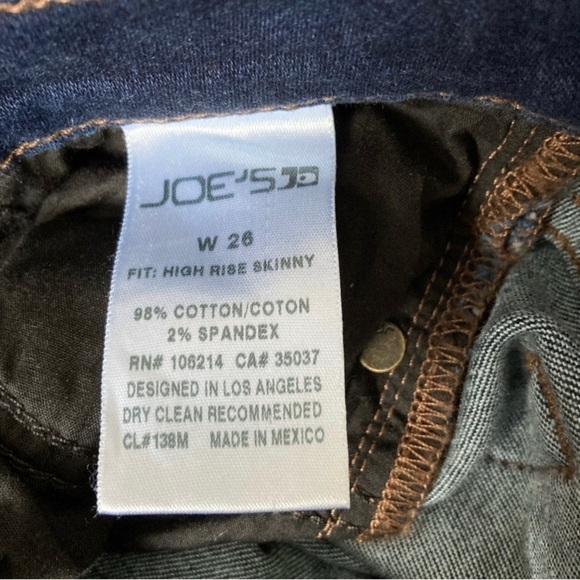 JOE'S
W 26
FIT: HIGH RISE SKINNY
98% COTTON/COTON
2% SPANDEX
RN# 106214 CA# 35037
DESIGNED IN LOS ANGELES
DRY CLEAN RECOMMENDED
CL#138M MADE IN MEXICO